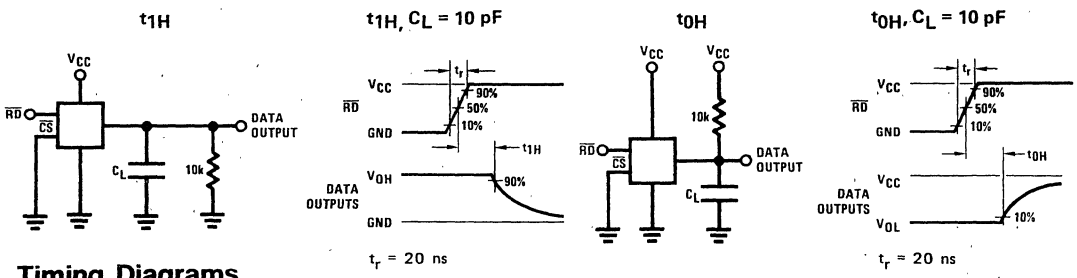 t1H
VCC
RD
CS
DATA
OUTPUT
CL
10k
t1H, CL = 10 pF
tr
VCC
90%
50%
10%
RD
GND
t1H
VOH
90%
DATA
OUTPUTS
GND
tr = 20 ns
t0H
VCC
VCC
10k
RD
CS
DATA
OUTPUT
CL
t0H, CL = 10 pF
tr
VCC
90%
50%
10%
RD
GND
t0H
VCC
DATA
OUTPUTS
10%
VOL
tr = 20 ns
Timing Diagrams